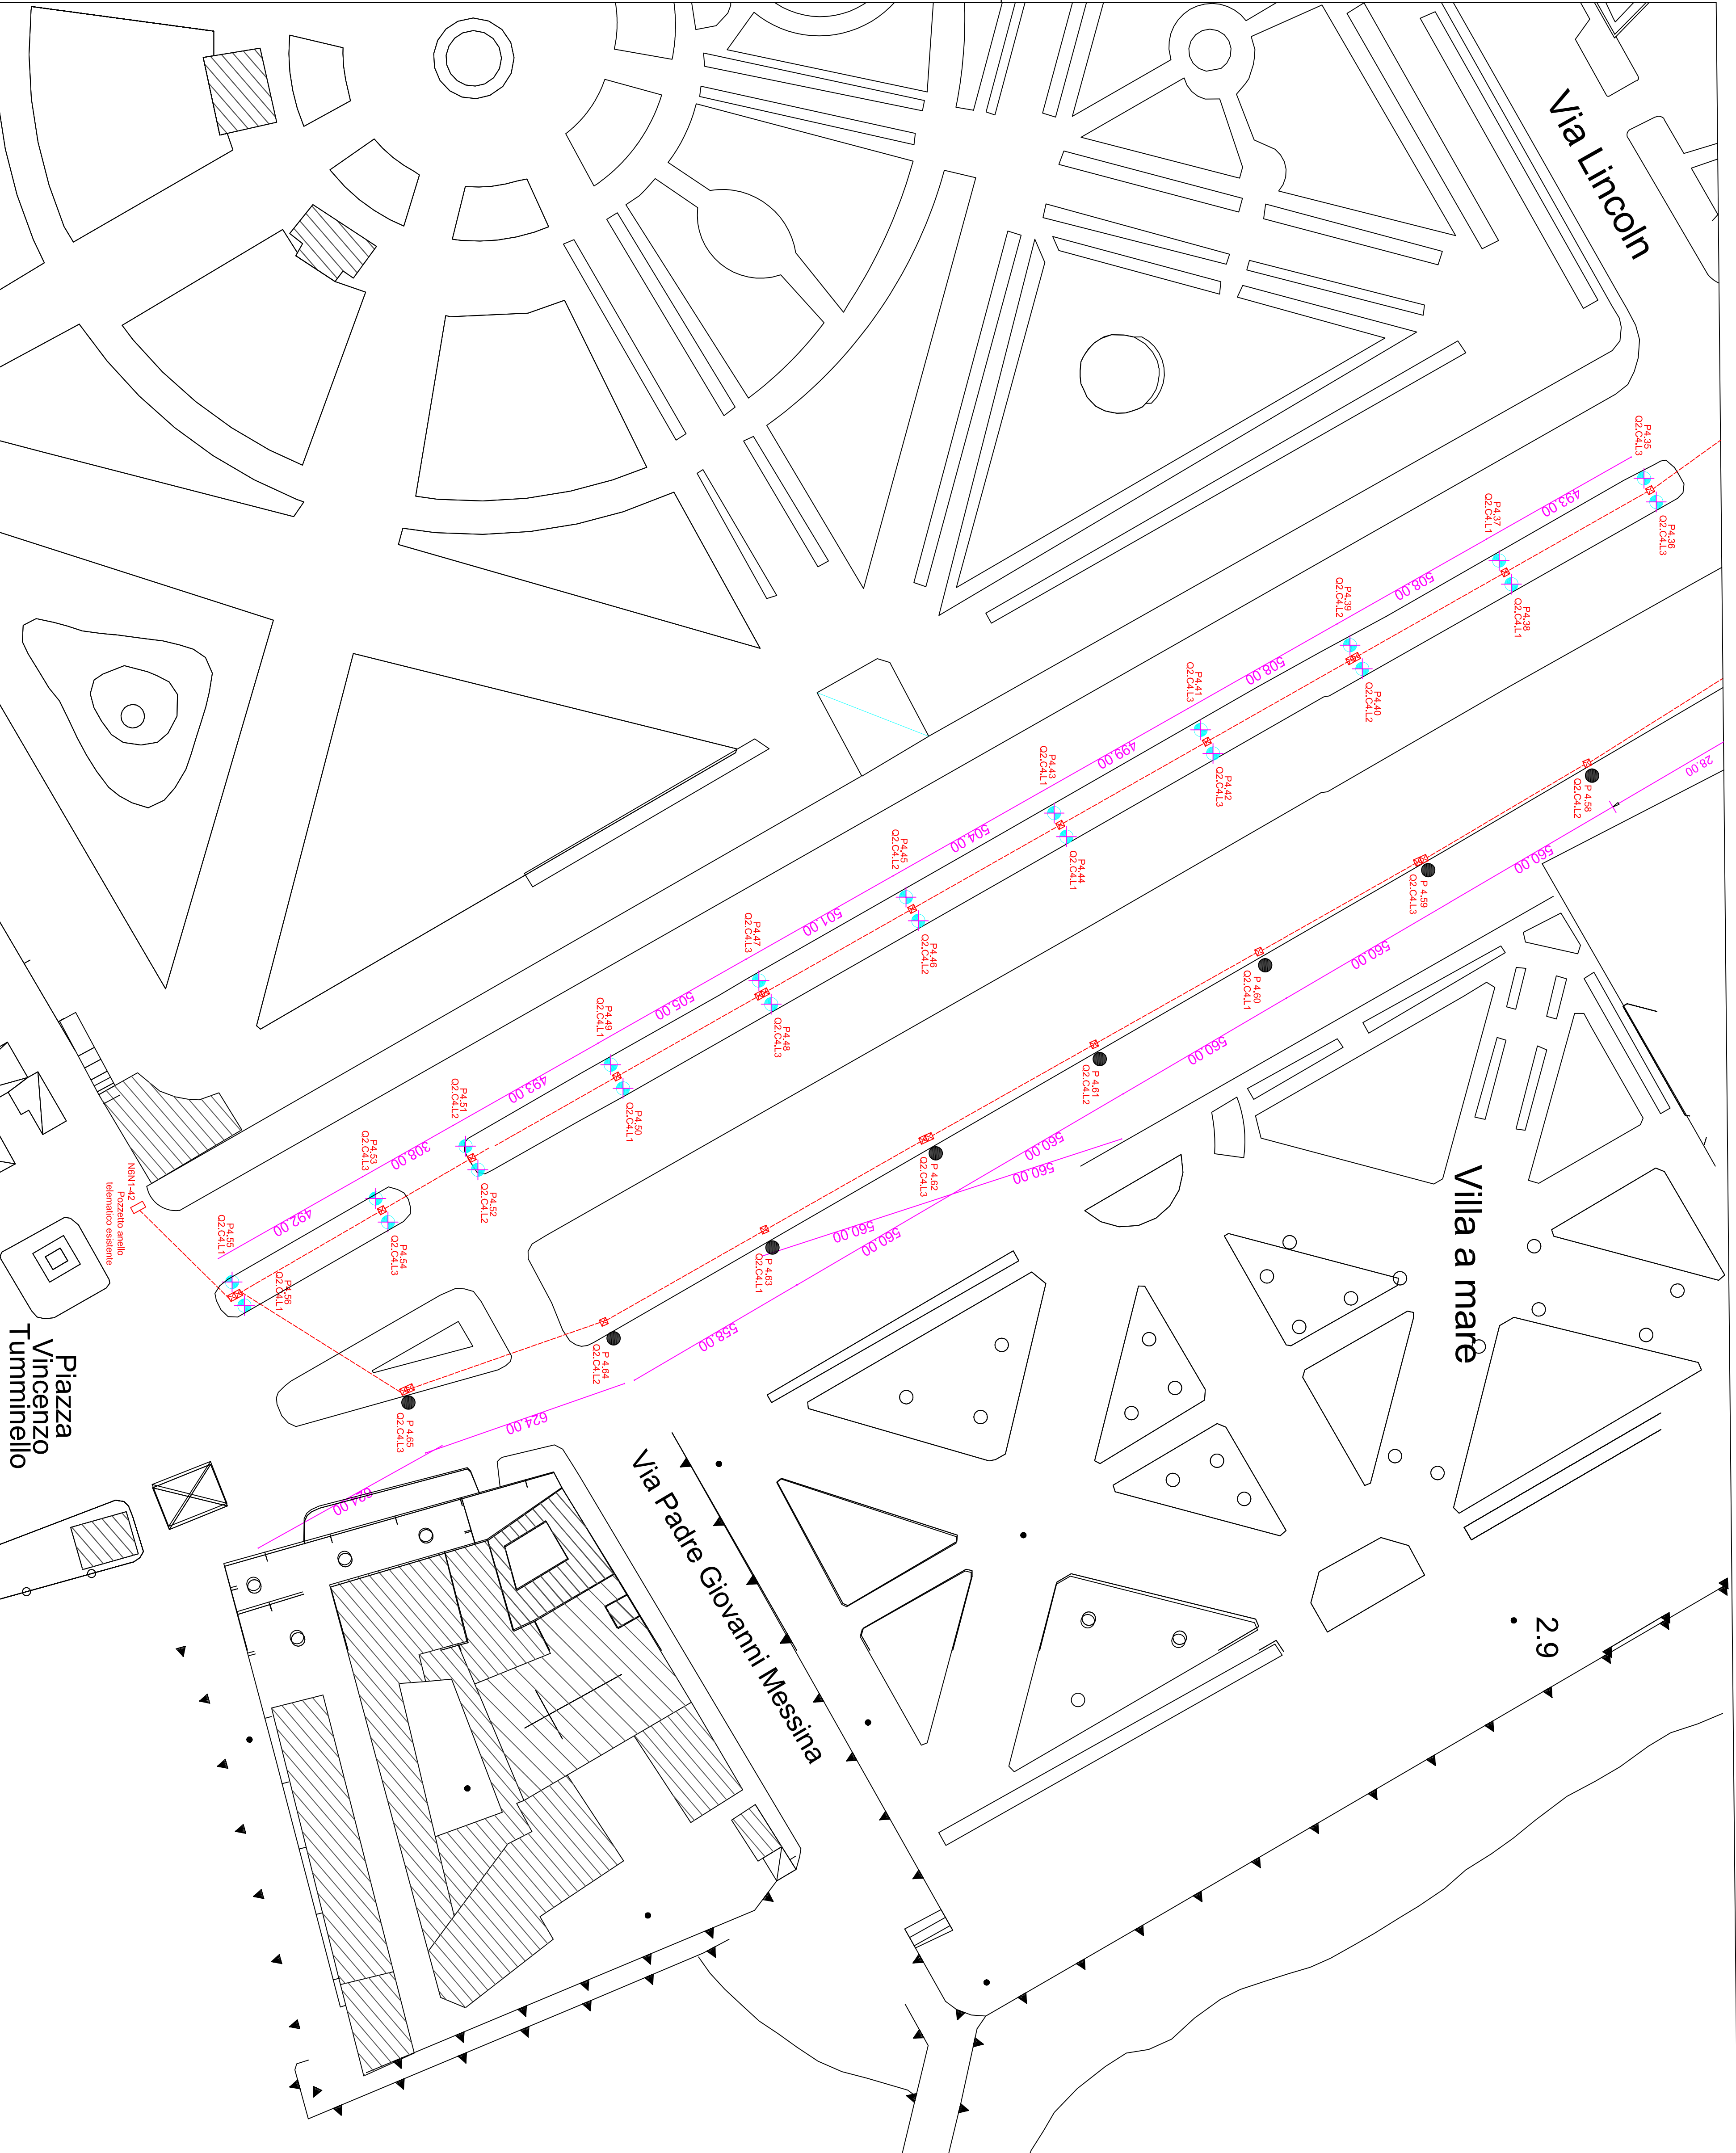 Via Lincoln
P4.35
Q2.C4.L3
P4.36
Q2.C4.L3
493.00
P4.37
Q2.C4.L1
P4.38
Q2.C4.L1
508.00
P4.39
Q2.C4.L2
P4.40
Q2.C4.L2
508.00
P4.41
Q2.C4.L3
P4.42
Q2.C4.L3
499.00
P4.43
Q2.C4.L1
P4.44
Q2.C4.L1
504.00
P4.45
Q2.C4.L2
P4.46
Q2.C4.L2
501.00
P4.47
Q2.C4.L3
P4.48
Q2.C4.L3
505.00
P4.49
Q2.C4.L1
P4.50
Q2.C4.L1
493.00
P4.51
Q2.C4.L2
P4.52
Q2.C4.L2
308.00
P4.53
Q2.C4.L3
P4.54
Q2.C4.L3
492.00
P4.55
Q2.C4.L1
P4.56
Q2.C4.L1
N6N1-42
Pozzetto anello
telematico esistente
28.00
P 4.58
Q2.C4.L2
560.00
P 4.59
Q2.C4.L3
560.00
P 4.60
Q2.C4.L1
560.00
P 4.61
Q2.C4.L2
560.00
560.00
P 4.62
Q2.C4.L3
560.00
560.00
P 4.63
Q2.C4.L1
558.00
P 4.64
Q2.C4.L2
624.00
P 4.65
Q2.C4.L3
624.00
Villa a mare
2.9
Via Padre Giovanni Messina
Piazza
Vincenzo
Tumminello